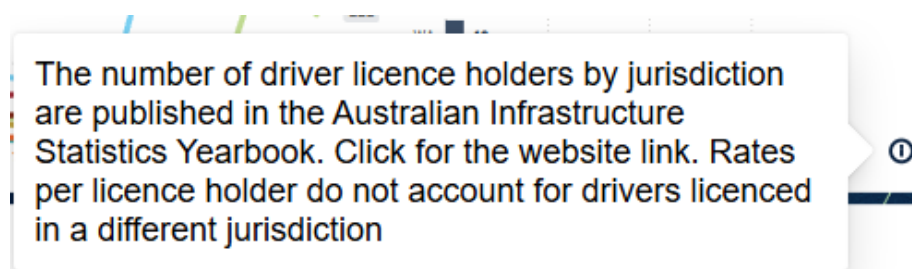 The number of driver licence holders by jurisdiction
are published in the Australian Infrastructure
Statistics Yearbook. Click for the website link. Rates
per licence holder do not account for drivers licenced
in a different jurisdiction